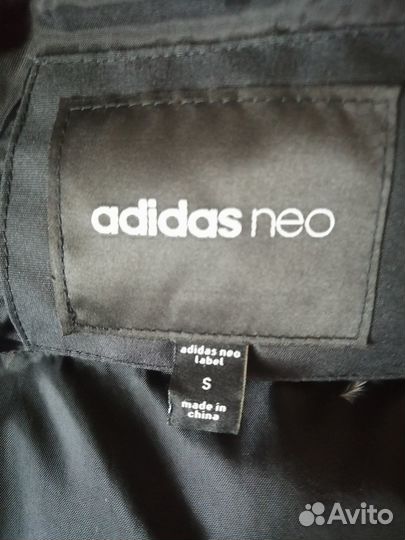 adidas neo
adidas neo
label
S
made in
china
Avito